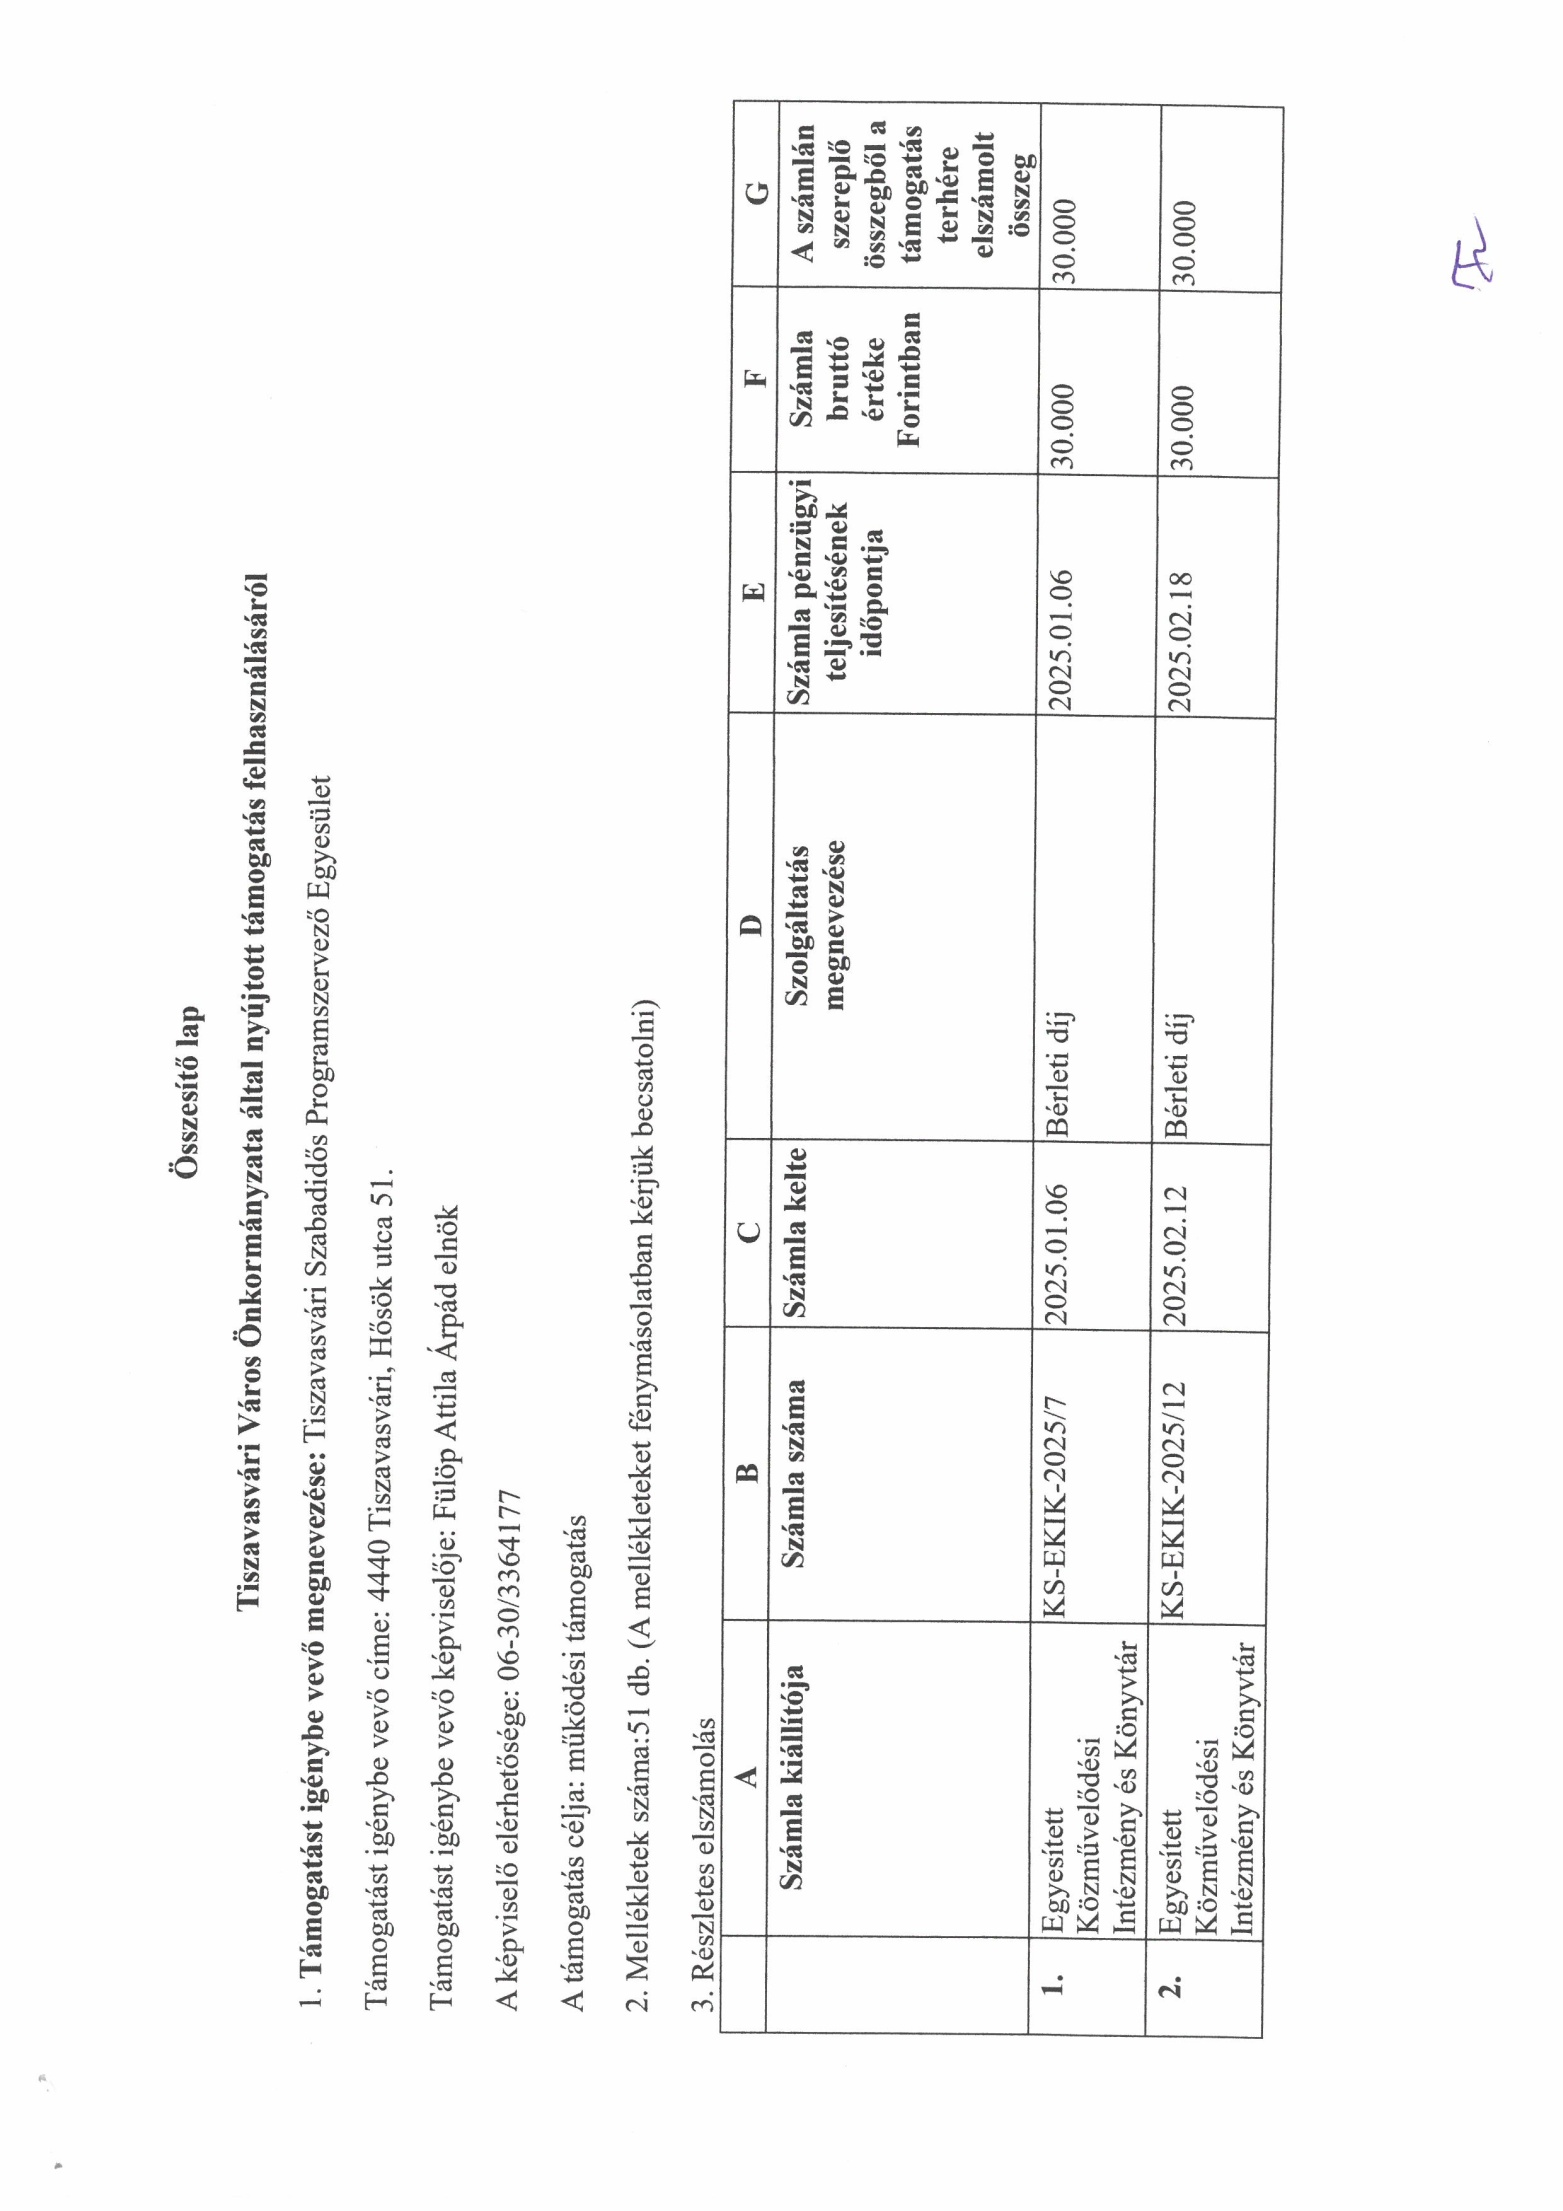 Összesítő lap
Tiszavasvári Város Önkormányzata által nyújtott támogatás felhasználásáról
1. Támogatást igénybe vevő megnevezése: Tiszavasvári Szabadidős Programszervező Egyesület
Támogatást igénybe vevő címe: 4440 Tiszavasvári, Hősök utca 51.
Támogatást igénybe vevő képviselője: Fülöp Attila Árpád elnök
A képviselő elérhetősége: 06-30/3364177
A támogatás célja: működési támogatás
2. Mellékletek száma:51 db. (A mellékleteket fénymásolatban kérjük becsatolni)
3. Részletes elszámolás
A
B
C
D
E
F
G
Számla kiállítója
Számla száma
Számla kelte
Szolgáltatás
megnevezése
Számla pénzügyi
teljesítésének
időpontja
Számla
bruttó
értéke
Forintban
A számlán
szereplő
összegből a
támogatás
terhére
elszámolt
összeg
1.
Egyesített
Közművelődési
Intézmény és Könyvtár
KS-EKIK-2025/7
2025.01.06
Bérleti díj
2025.01.06
30.000
30.000
2.
Egyesített
Közművelődési
Intézmény és Könyvtár
KS-EKIK-2025/12
2025.02.12
Bérleti díj
2025.02.18
30.000
30.000